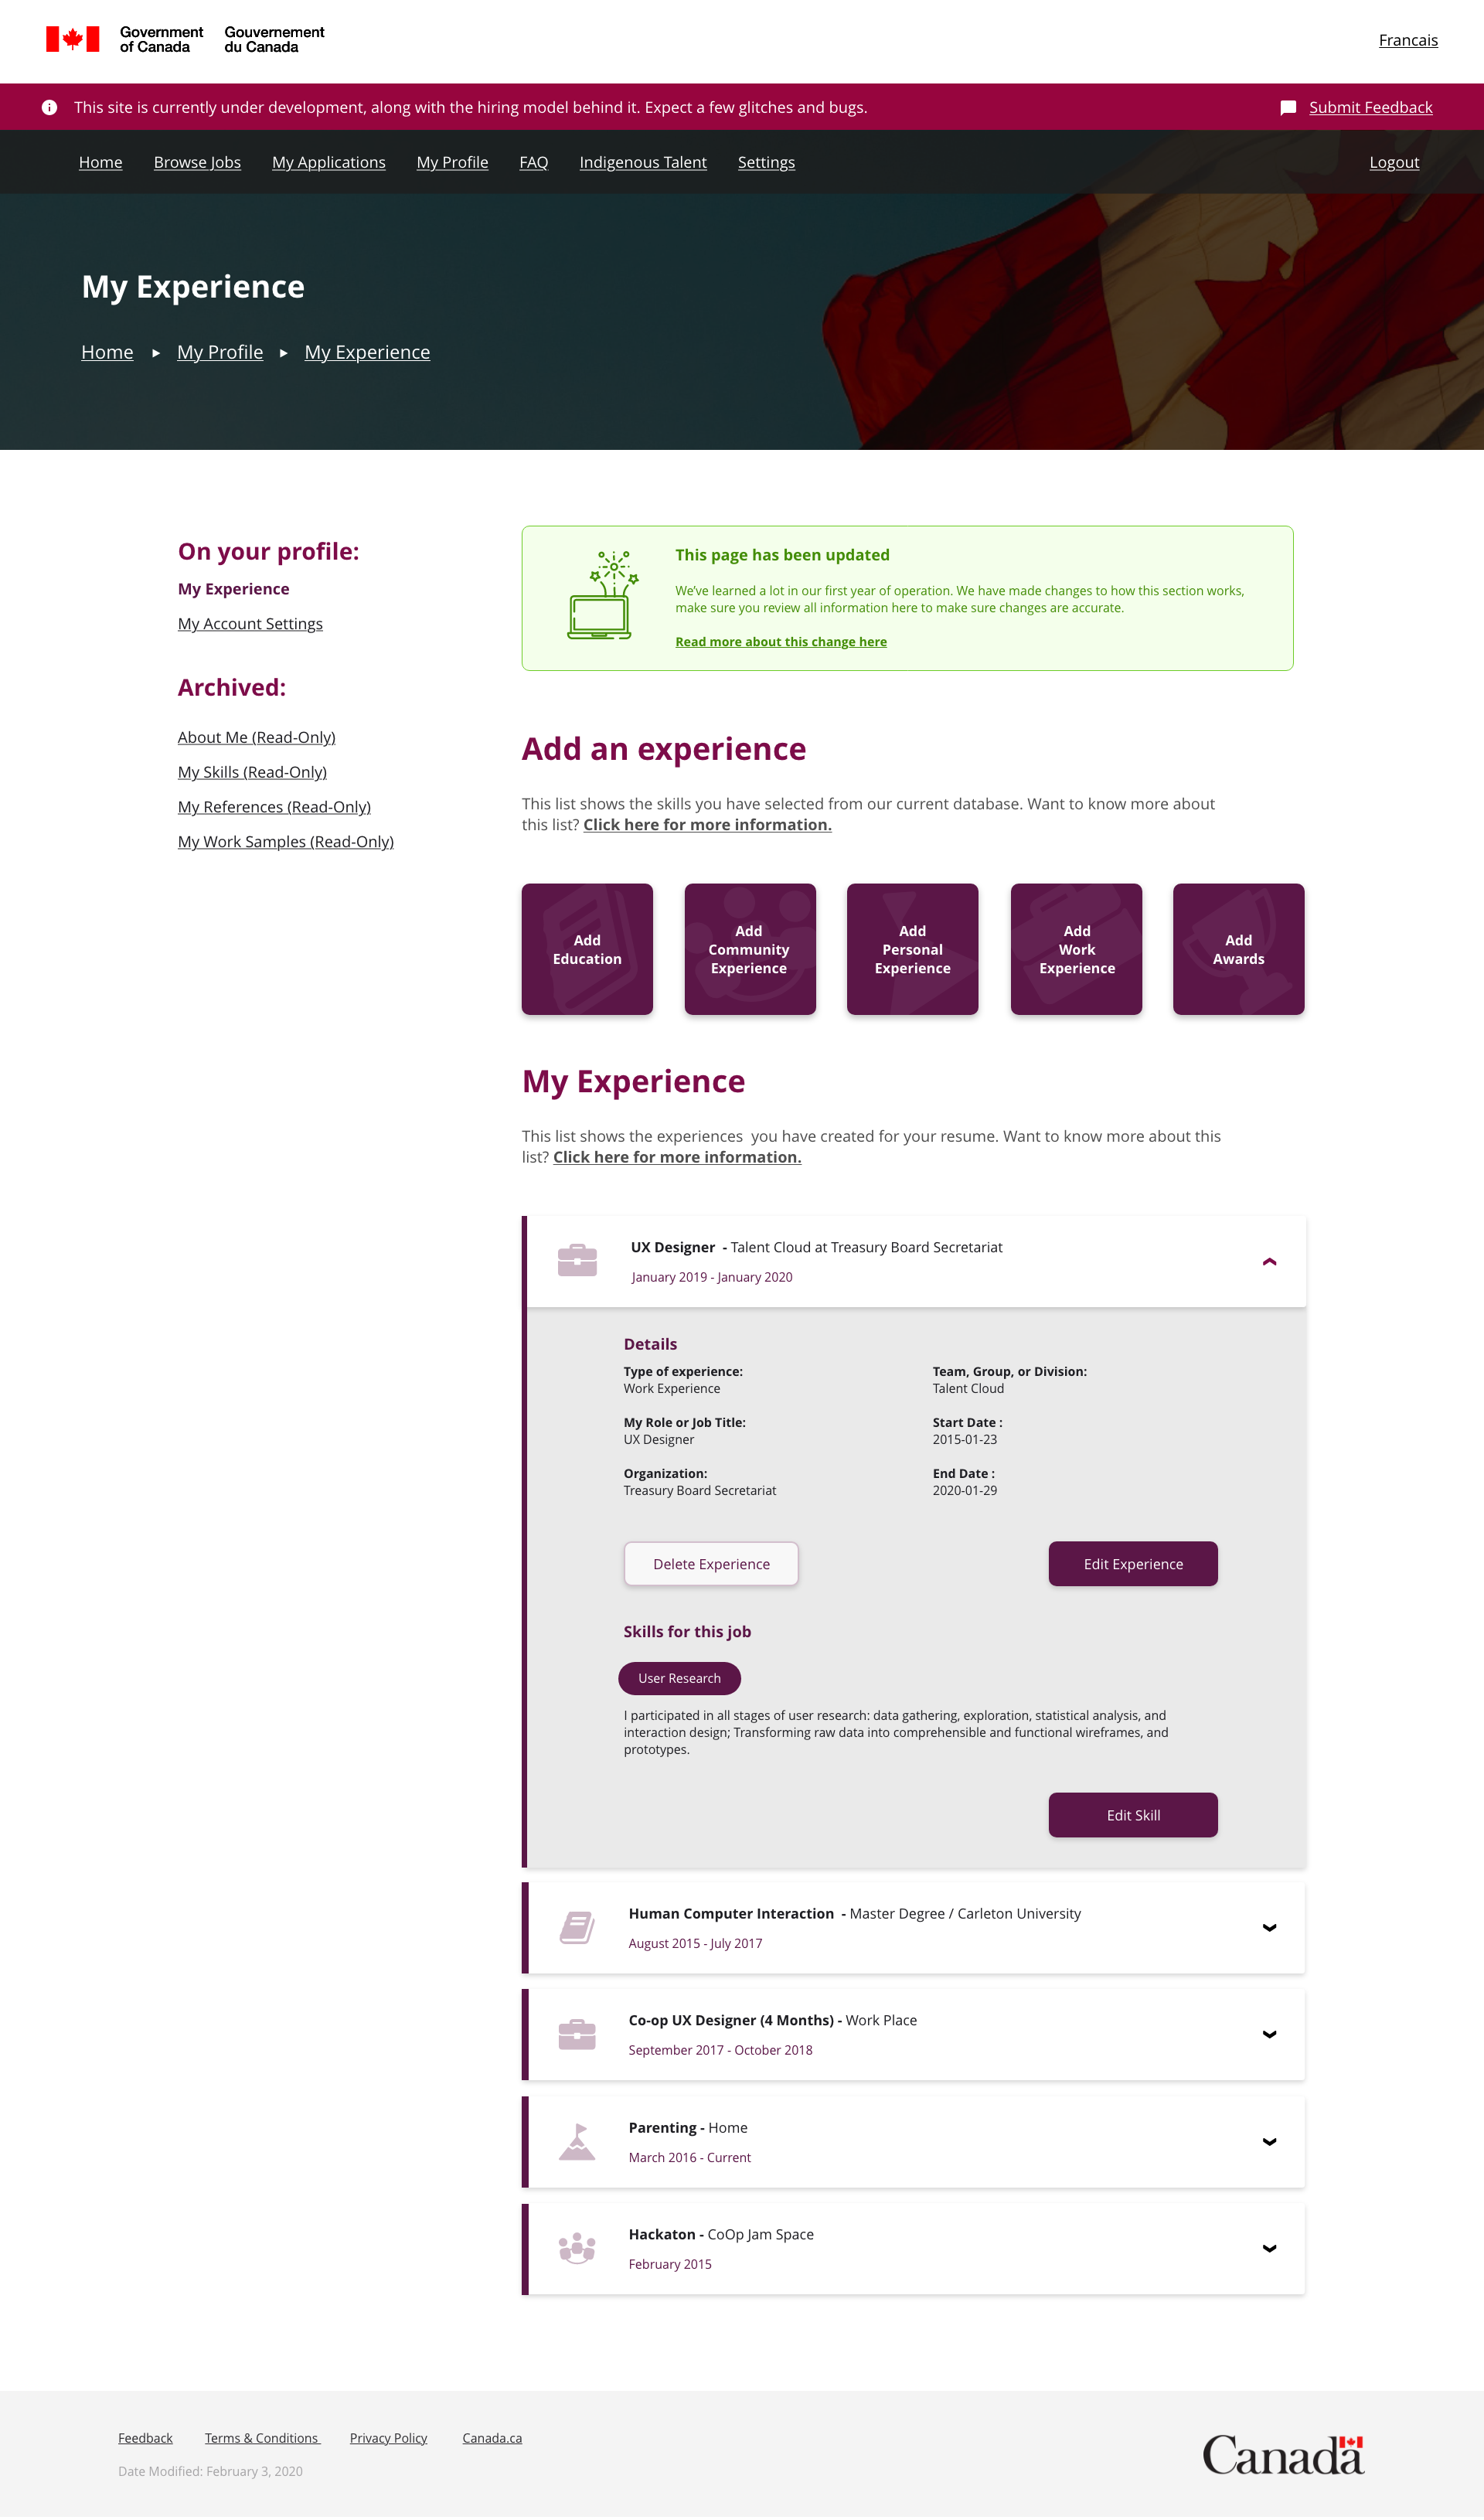 Government
of Canada
Gouvernement
du Canada
Francais
This site is currently under development, along with the hiring model behind it. Expect a few glitches and bugs.
Submit Feedback
Home Browse Jobs My Applications My Profile FAQ Indigenous Talent Settings Logout
My Experience
Home ▶ My Profile ▶ My Experience
On your profile:
My Experience
My Account Settings
Archived:
About Me (Read-Only)
My Skills (Read-Only)
My References (Read-Only)
My Work Samples (Read-Only)
This page has been updated
We’ve learned a lot in our first year of operation. We have made changes to how this section works,
make sure you review all information here to make sure changes are accurate.
Read more about this change here
Add an experience
This list shows the skills you have selected from our current database. Want to know more about
this list? Click here for more information.
Add
Education
Add
Community
Experience
Add
Personal
Experience
Add
Work
Experience
Add
Awards
My Experience
This list shows the experiences you have created for your resume. Want to know more about this
list? Click here for more information.
UX Designer - Talent Cloud at Treasury Board Secretariat
January 2019 - January 2020
Details
Type of experience:
Work Experience
Team, Group, or Division:
Talent Cloud
My Role or Job Title:
UX Designer
Start Date :
2015-01-23
Organization:
Treasury Board Secretariat
End Date :
2020-01-29
Delete Experience
Edit Experience
Skills for this job
User Research
I participated in all stages of user research: data gathering, exploration, statistical analysis, and
interaction design; Transforming raw data into comprehensible and functional wireframes, and
prototypes.
Edit Skill
Human Computer Interaction - Master Degree / Carleton University
August 2015 - July 2017
Co-op UX Designer (4 Months) - Work Place
September 2017 - October 2018
Parenting - Home
March 2016 - Current
Hackaton - CoOp Jam Space
February 2015
Feedback Terms & Conditions Privacy Policy Canada.ca
Date Modified: February 3, 2020
Canada